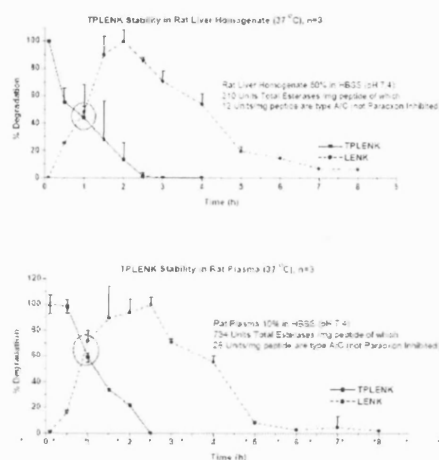 TPLENK Stability in Rat Liver Homogenate (37 °C), n=3
100
80
60
40
20
0
% Degradation
Rat Liver Homogenate 50% in HBSS (pH 7.4)
210 Units Total Esterases /mg peptide of which
12 Units/mg peptide are type A/C (not Paraoxon Inhibited
TPLENK
LENK
0 1 2 3 4 5 6 7 8
Time (h)
TPLENK Stability in Rat Plasma (37 °C), n=3
120
100
80
60
40
20
0
% Degradation
Rat Plasma 10% in HBSS (pH 7.4)
734 Units Total Esterases /mg peptide of which
28 Units/mg peptide are type A/C (not Paraoxon Inhibited
TPLENK
LENK
0 1 2 3 4 5 6 7 8
Time (h)